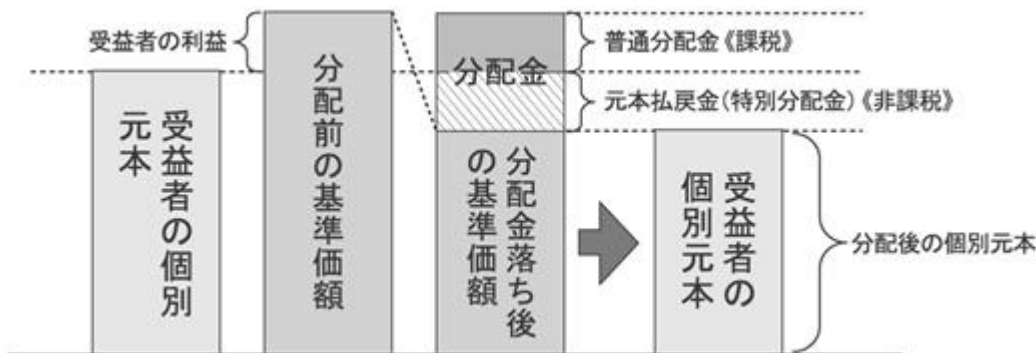 受益者の利益
受益者の個別
元本
分配前の基準価額
分配金
分配金落ち後
の基準価額
普通分配金《課税》
元本払戻金(特別分配金)《非課税》
受益者の
個別元本
分配後の個別元本